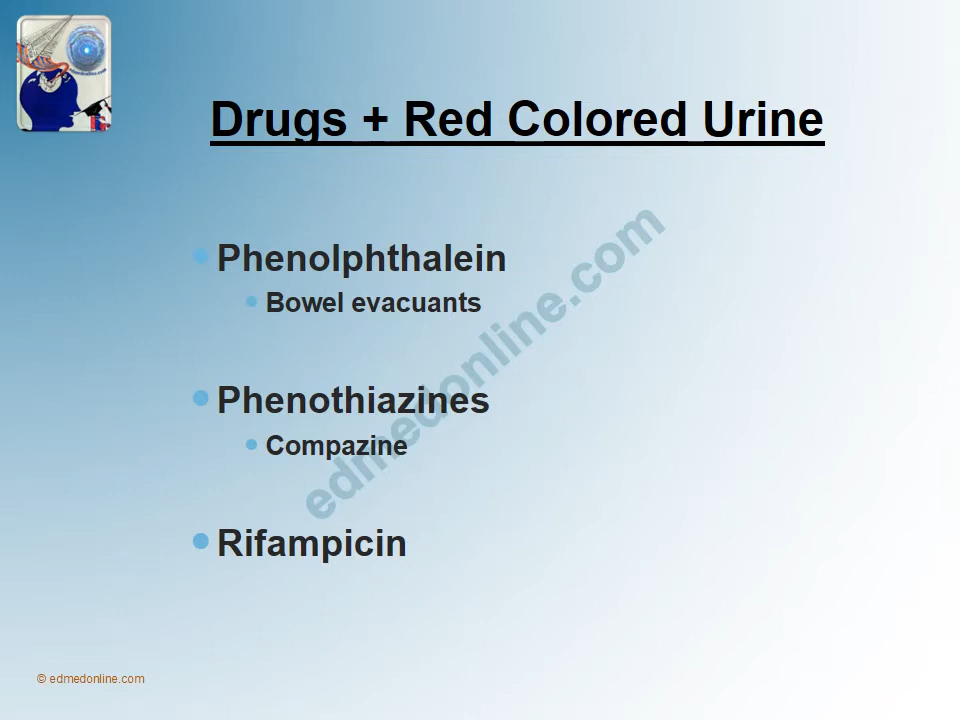 Drugs + Red Colored Urine
Phenolphthalein
Bowel evacuants
Phenothiazines
Compazine
Rifampicin
edmedonline.com
© edmedonline.com